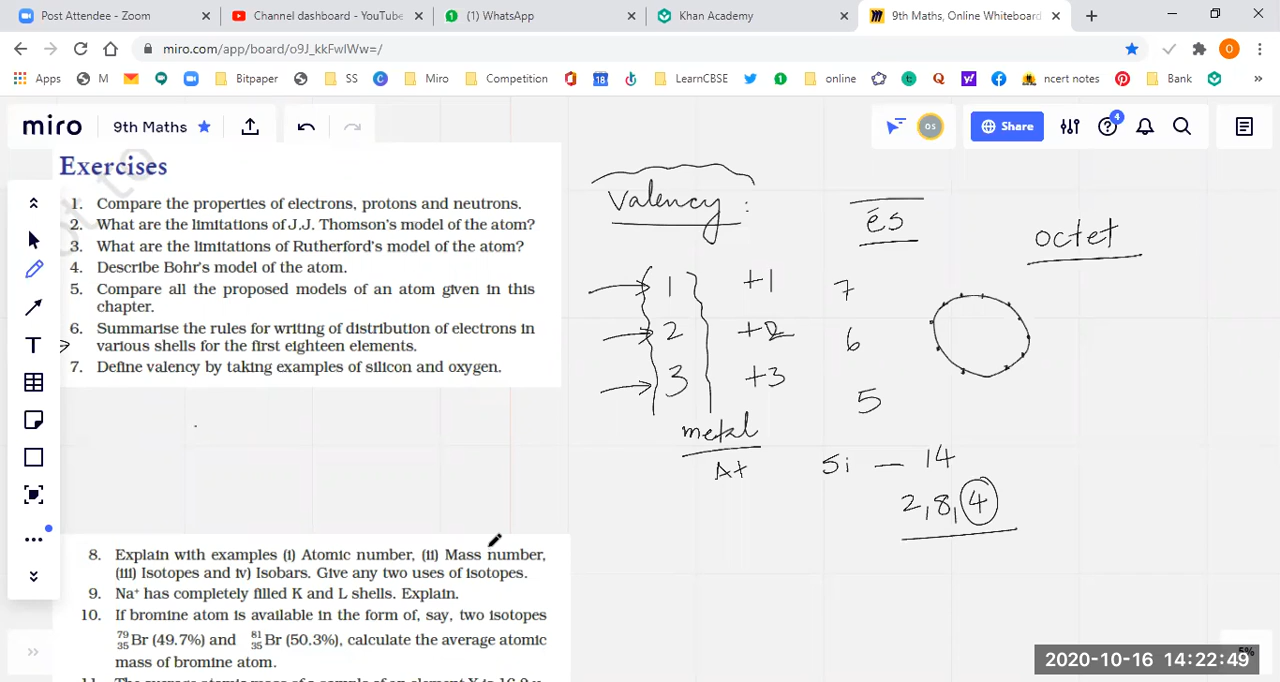 Post Attendee - Zoom
Channel dashboard - YouTube
(1) WhatsApp
Khan Academy
9th Maths, Online Whiteboard
miro.com/app/board/o9J_kkFwIWw=/
Apps
M
Bitpaper
SS
Miro
Competition
LearnCBSE
online
ncert notes
Bank
miro
9th Maths
Share
4
Exercises
1. Compare the properties of electrons, protons and neutrons.
2. What are the limitations of J.J. Thomson's model of the atom?
3. What are the limitations of Rutherford's model of the atom?
4. Describe Bohr's model of the atom.
5. Compare all the proposed models of an atom given in this
chapter.
6. Summarise the rules for writing of distribution of electrons in
various shells for the first eighteen elements.
7. Define valency by taking examples of silicon and oxygen.
8. Explain with examples (i) Atomic number, (ii) Mass number,
(iii) Isotopes and iv) Isobars. Give any two uses of isotopes.
9. Na⁺ has completely filled K and L shells. Explain.
10. If bromine atom is available in the form of, say, two isotopes
⁷⁹₃₅Br (49.7%) and ⁸¹₃₅Br (50.3%), calculate the average atomic
mass of bromine atom.
Valency :
és
octet
1 +1 7
2 +2 6
3 +3 5
metal
Si — 14
2, 8, 4
2020-10-16 14:22:49